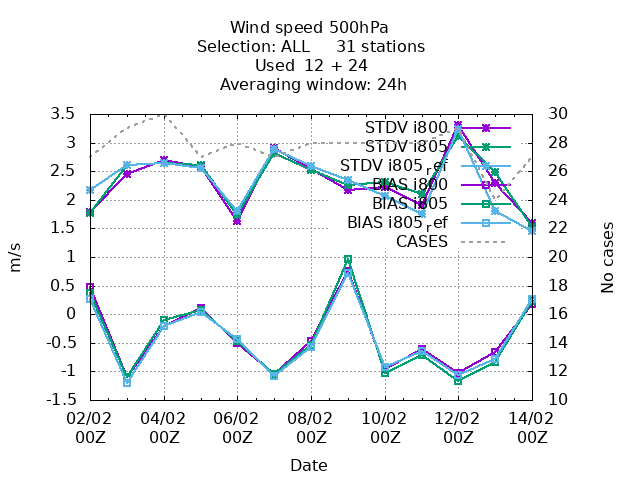 Wind speed 500hPa
Selection: ALL 31 stations
Used 12 + 24
Averaging window: 24h
3.5
3
2.5
2
1.5
1
0.5
0
-0.5
-1
-1.5
m/s
30
28
26
24
22
20
18
16
14
12
10
No cases
STDV i800
STDV i805
STDV i805ref
BIAS i800
BIAS i805
BIAS i805ref
CASES
02/02 04/02 06/02 08/02 10/02 12/02 14/02
00Z 00Z 00Z 00Z 00Z 00Z 00Z
Date